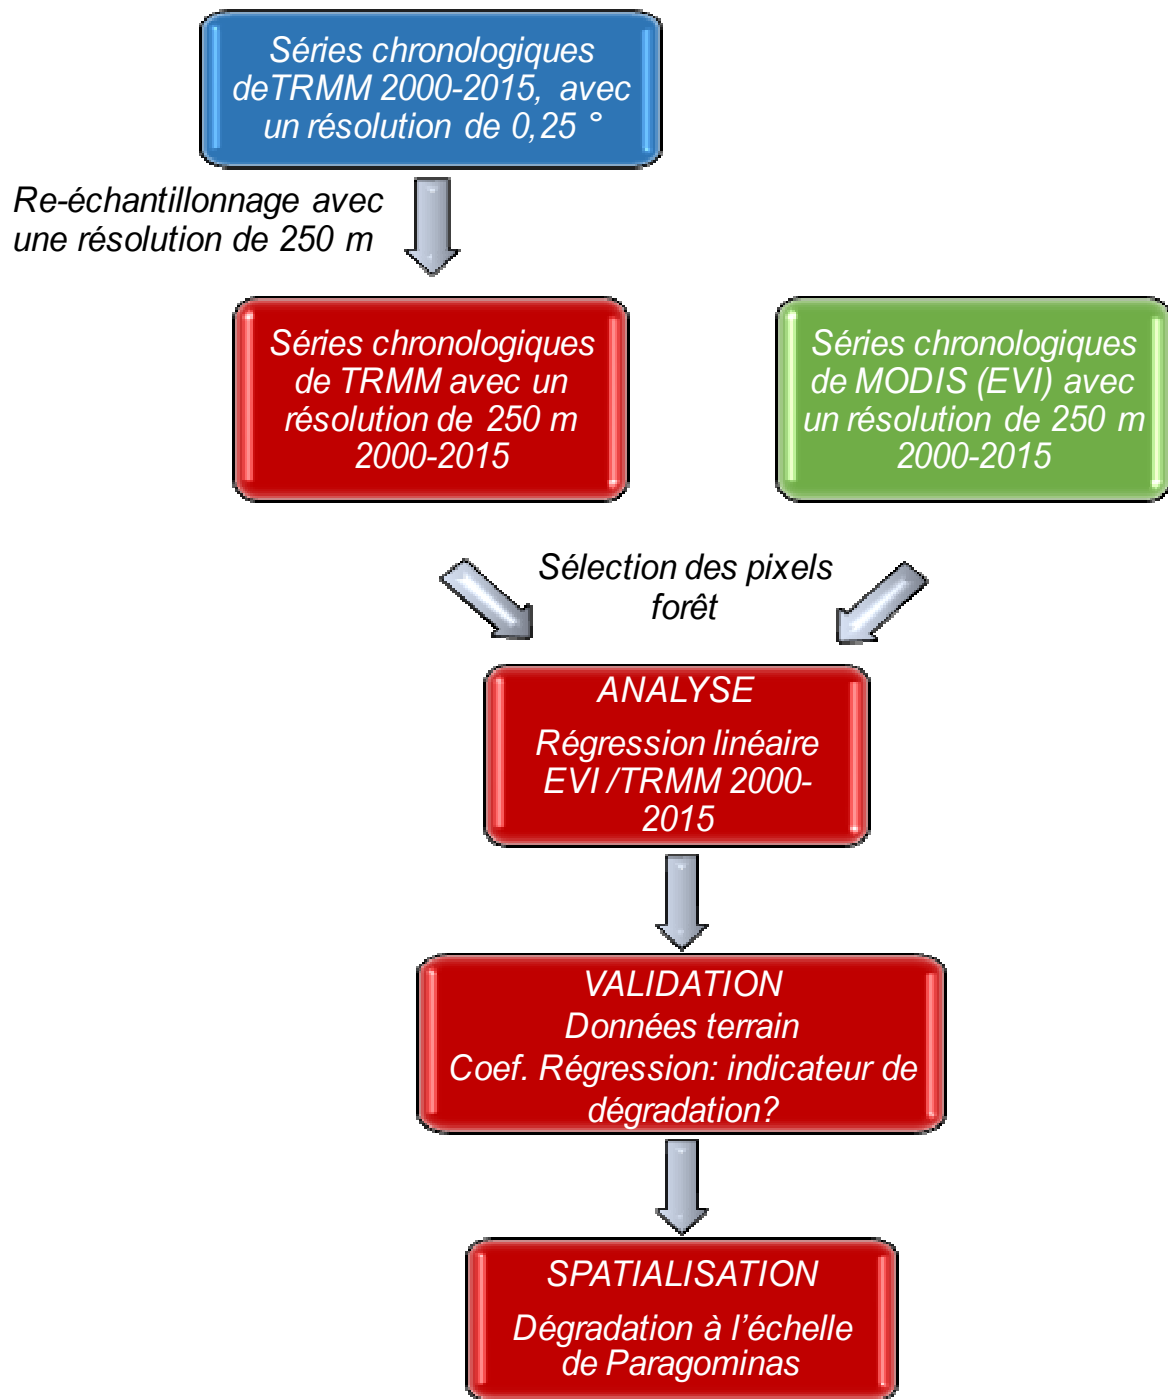 Séries chronologiques
deTRMM 2000-2015, avec
un résolution de 0,25 °
Re-échantillonnage avec
une résolution de 250 m
Séries chronologiques
de TRMM avec un
résolution de 250 m
2000-2015
Séries chronologiques
de MODIS (EVI) avec
un résolution de 250 m
2000-2015
Sélection des pixels
forêt
ANALYSE
Régression linéaire
EVI /TRMM 2000-
2015
VALIDATION
Données terrain
Coef. Régression: indicateur de
dégradation?
SPATIALISATION
Dégradation à l’échelle
de Paragominas